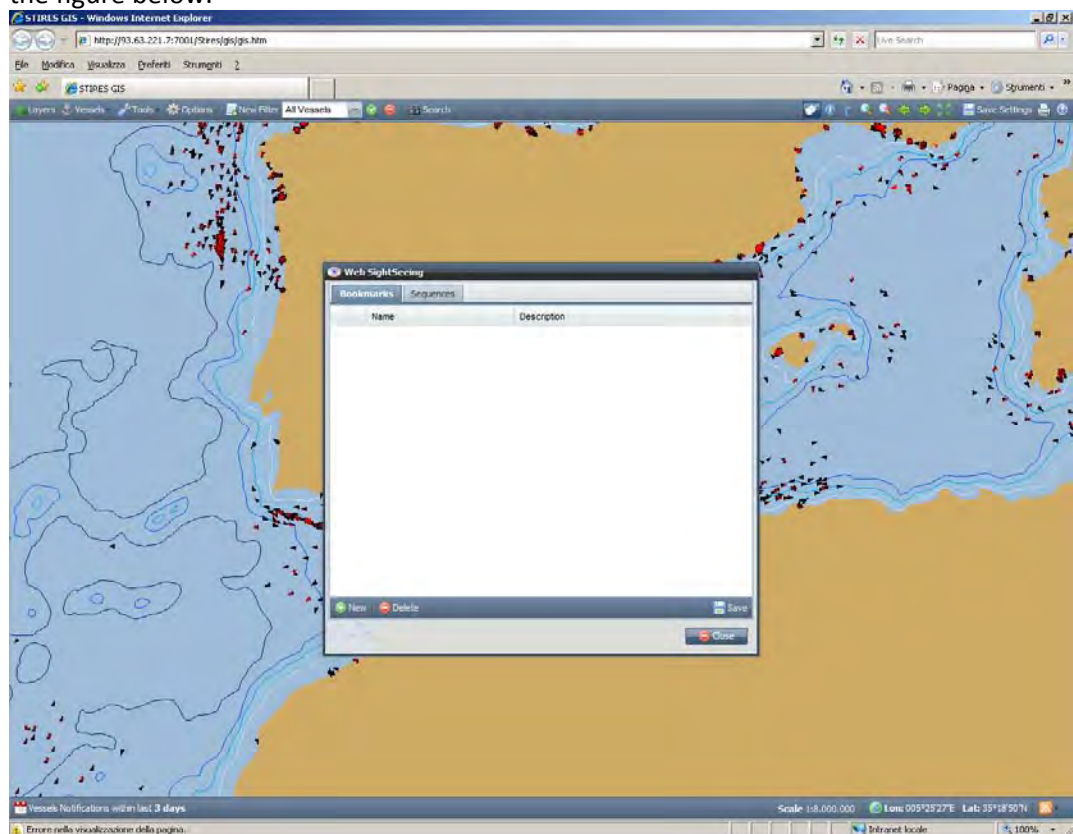 the figure below.
STIRES GIS - Windows Internet Explorer
http://93.63.221.7:7001/Stires/gis/gis.htm
Live Search
File Modifica Visualizza Preferiti Strumenti ?
STIRES GIS
Pagina Strumenti
Layers Vessels Tools Options New Filter All Vessels Search
Save Settings
Web SightSeeing
Bookmarks Sequences
Name Description
New Delete Save
Close
Vessels Notifications within last 3 days
Scale 1:8.000.000 Lon: 005°25'27"E Lat: 35°18'50"N
Errore nella visualizzazione della pagina.
Intranet locale 100%